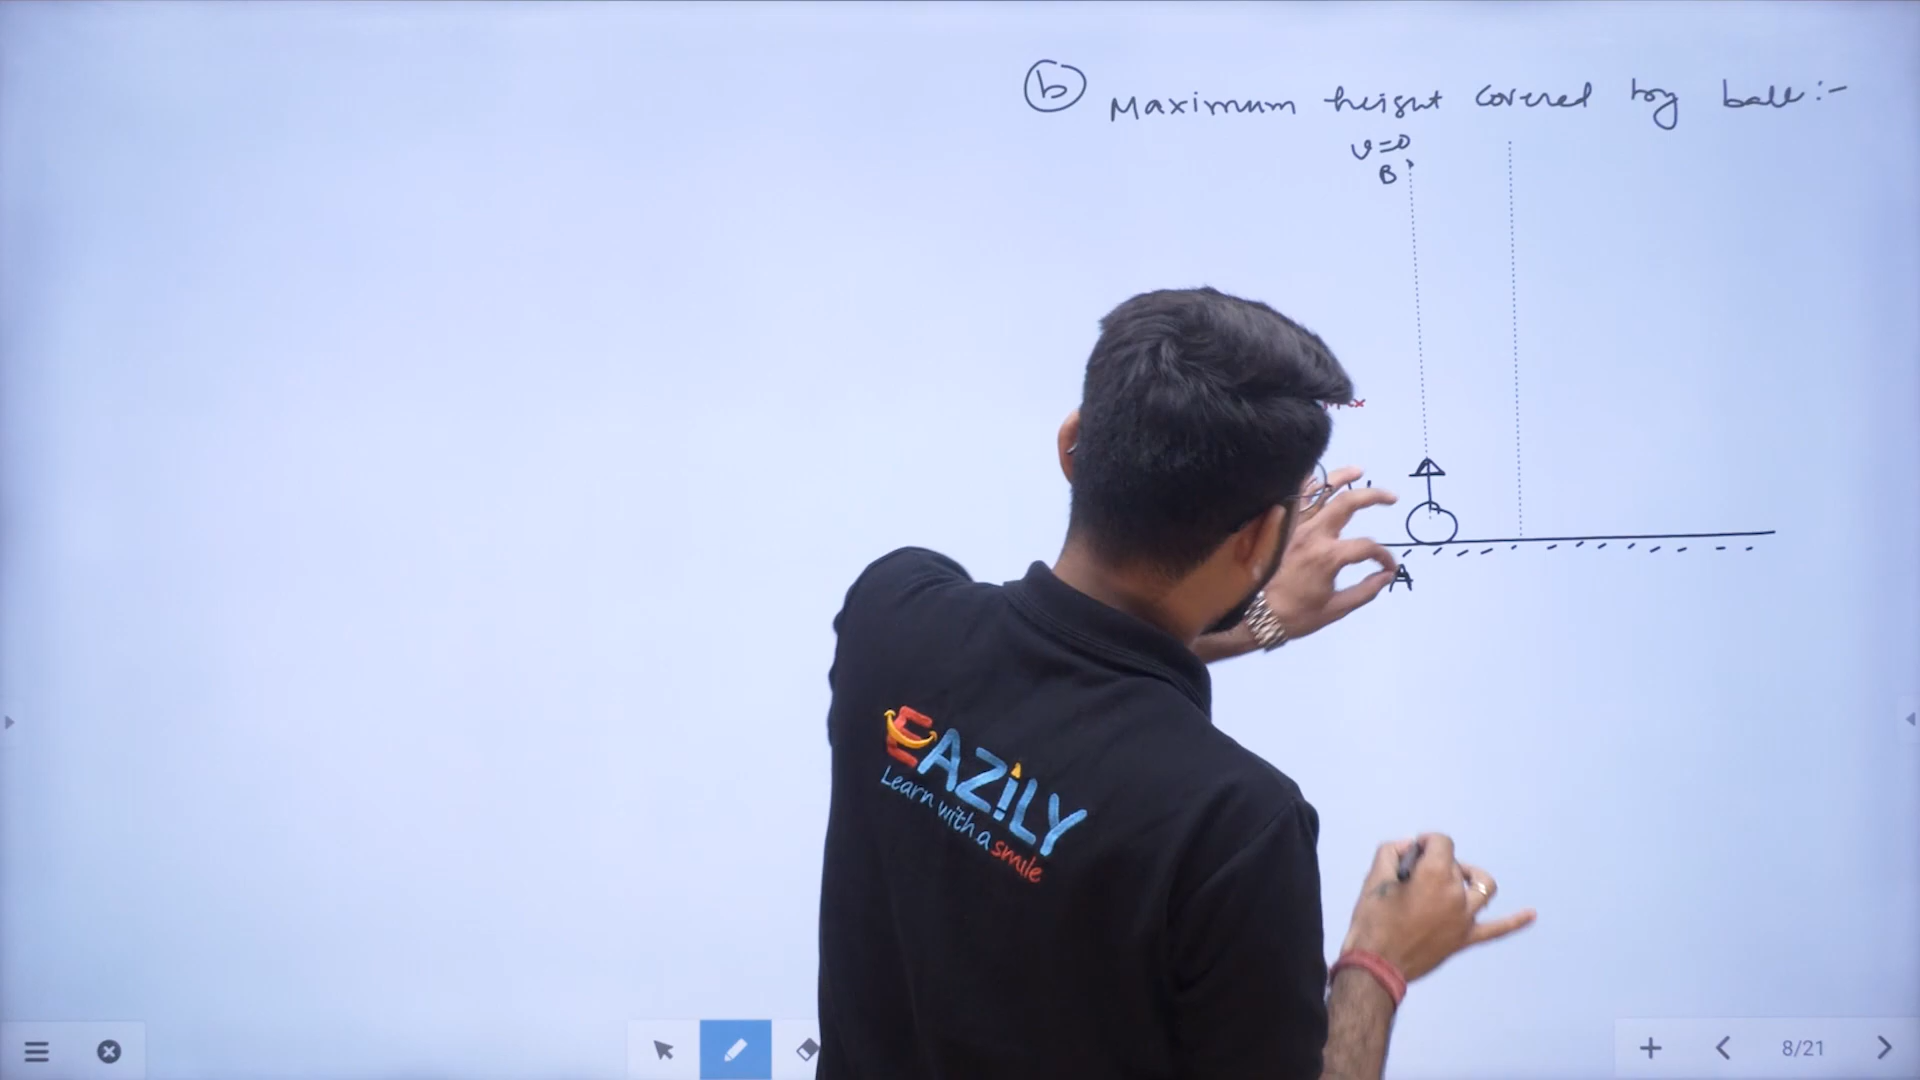 b Maximum height covered by ball:-
v=0
B
A
EAZiLY
Learn with a smile
8/21